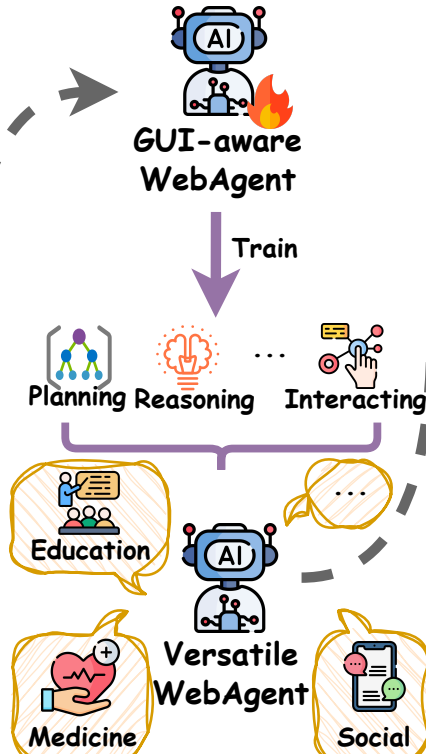 AI
GUI-aware
WebAgent
Train
...
Planning Reasoning Interacting
...
Education
AI
Versatile
WebAgent
Medicine
Social